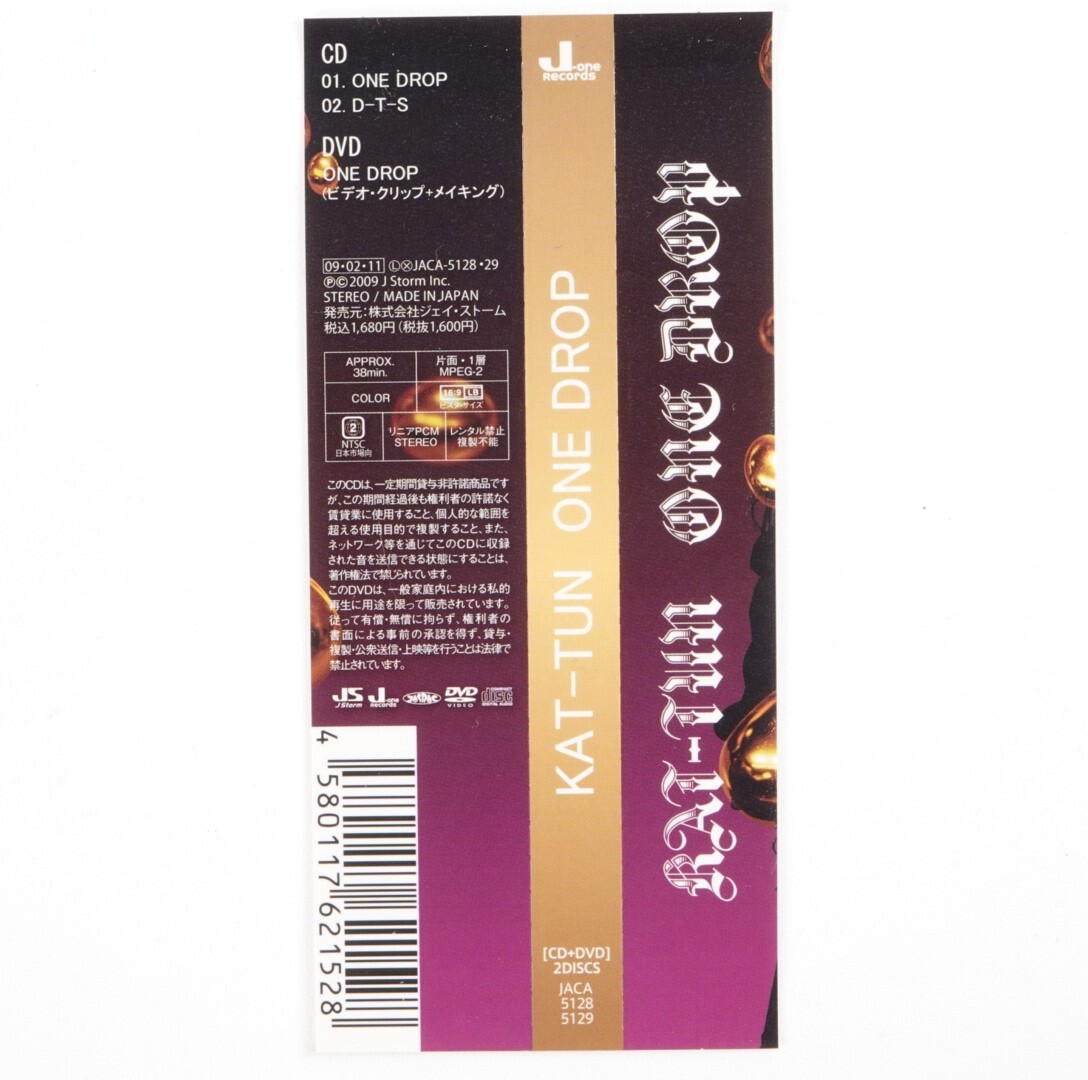 CD
01. ONE DROP
02. D-T-S
DVD
ONE DROP
(ビデオ・クリップ+メイキング)
09・02・11 ⓁⓍJACA-5128・29
Ⓟ©2009 J Storm Inc.
STEREO / MADE IN JAPAN
発売元:株式会社ジェイ・ストーム
税込1,680円(税抜1,600円)
APPROX.
38min.
片面・1層
MPEG-2
COLOR
16:9 LB
ビスタ・サイズ
2
NTSC
日本市場向
リニアPCM
STEREO
レンタル禁止
複製不能
このCDは、一定期間貸与非許諾商品です
が、この期間経過後も権利者の許諾なく
賃貸業に使用すること、個人的な範囲を
超える使用目的で複製すること、また、
ネットワーク等を通じてこのCDに収録
された音を送信できる状態にすることは、
著作権法で禁じられています。
このDVDは、一般家庭内における私的
再生に用途を限って販売されています。
従って有償・無償に拘らず、権利者の
書面による事前の承認を得ず、貸与・
複製・公衆送信・上映等を行うことは法律で
禁止されています。
JS
J Storm
J-one
Records
DVD
VIDEO
disc
DIGITAL AUDIO
4 580117 621528
J-one
Records
KAT-TUN ONE DROP
[CD+DVD]
2DISCS
JACA
5128
5129
KAT-TUN One Drop